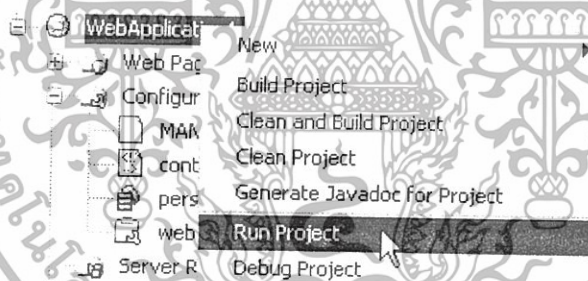 WebApplicati
New
Web Pag
Build Project
Configur
Clean and Build Project
MAN
cont
Clean Project
pers
Generate Javadoc for Project
web
Run Project
Server R
Debug Project